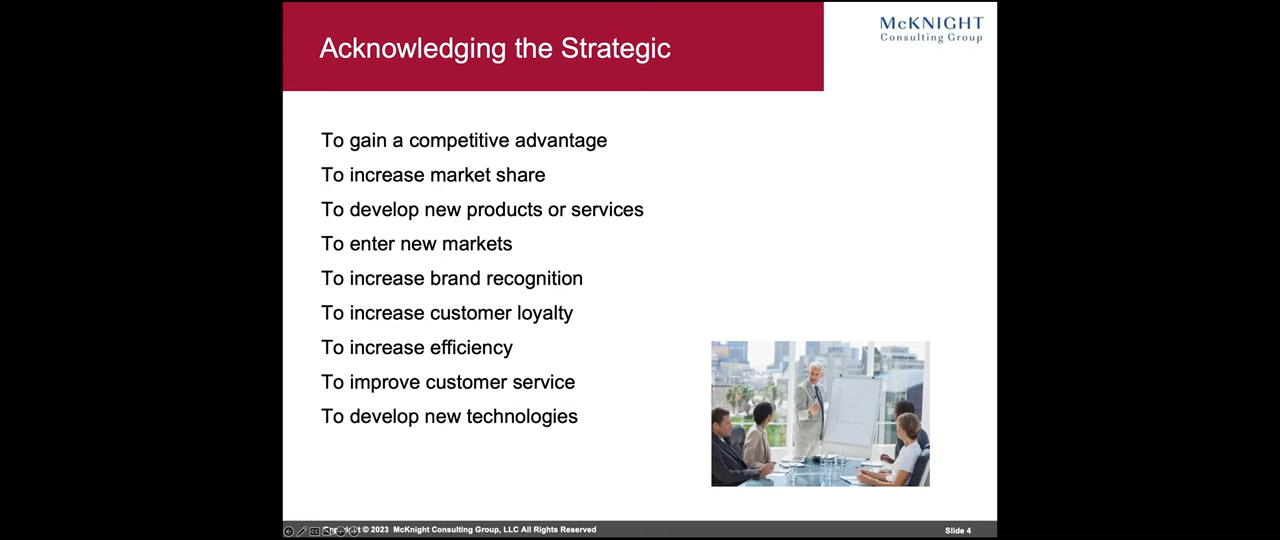 Acknowledging the Strategic
McKNIGHT
Consulting Group
To gain a competitive advantage
To increase market share
To develop new products or services
To enter new markets
To increase brand recognition
To increase customer loyalty
To increase efficiency
To improve customer service
To develop new technologies
© 2023 McKnight Consulting Group, LLC All Rights Reserved
Slide 4